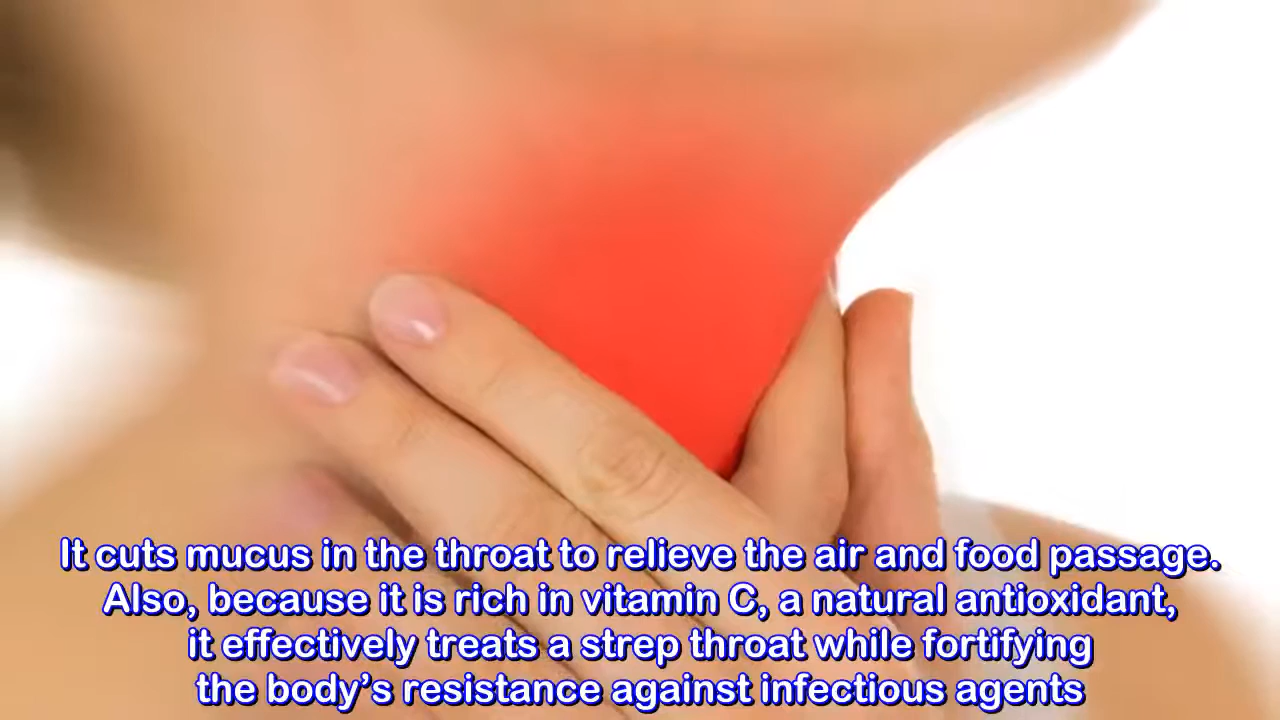 It cuts mucus in the throat to relieve the air and food passage.
Also, because it is rich in vitamin C, a natural antioxidant,
it effectively treats a strep throat while fortifying
the body’s resistance against infectious agents